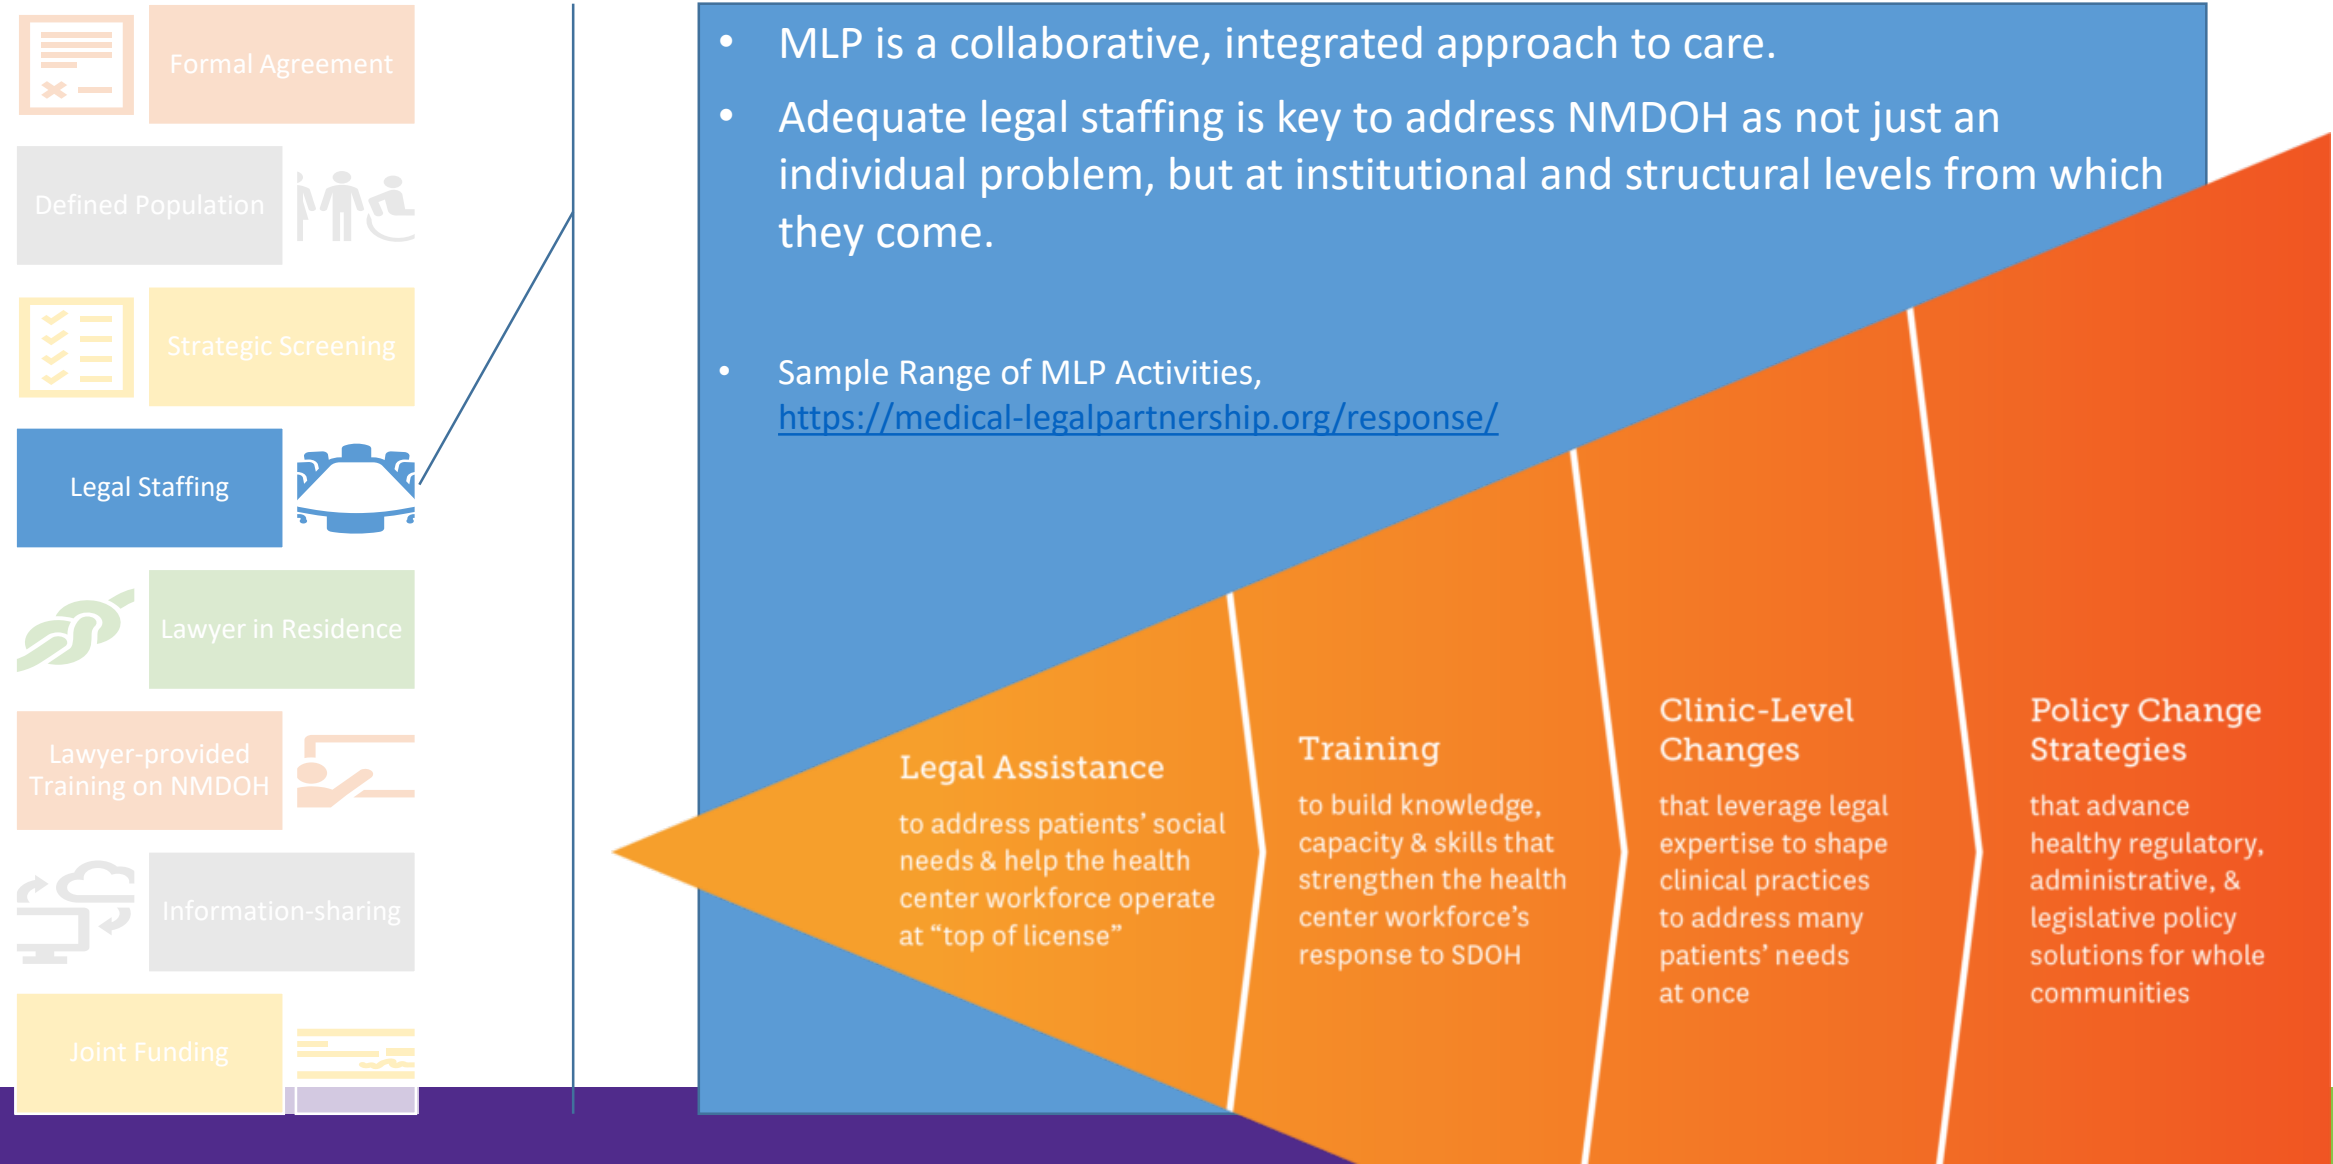 Formal Agreement
Defined Population
Strategic Screening
Legal Staffing
Lawyer in Residence
Lawyer-provided
Training on NMDOH
Information-sharing
Joint Funding
• MLP is a collaborative, integrated approach to care.
• Adequate legal staffing is key to address NMDOH as not just an
individual problem, but at institutional and structural levels from which
they come.
• Sample Range of MLP Activities,
https://medical-legalpartnership.org/response/
Legal Assistance
to address patients’ social
needs & help the health
center workforce operate
at “top of license”
Training
to build knowledge,
capacity & skills that
strengthen the health
center workforce’s
response to SDOH
Clinic-Level
Changes
that leverage legal
expertise to shape
clinical practices
to address many
patients’ needs
at once
Policy Change
Strategies
that advance
healthy regulatory,
administrative, &
legislative policy
solutions for whole
communities